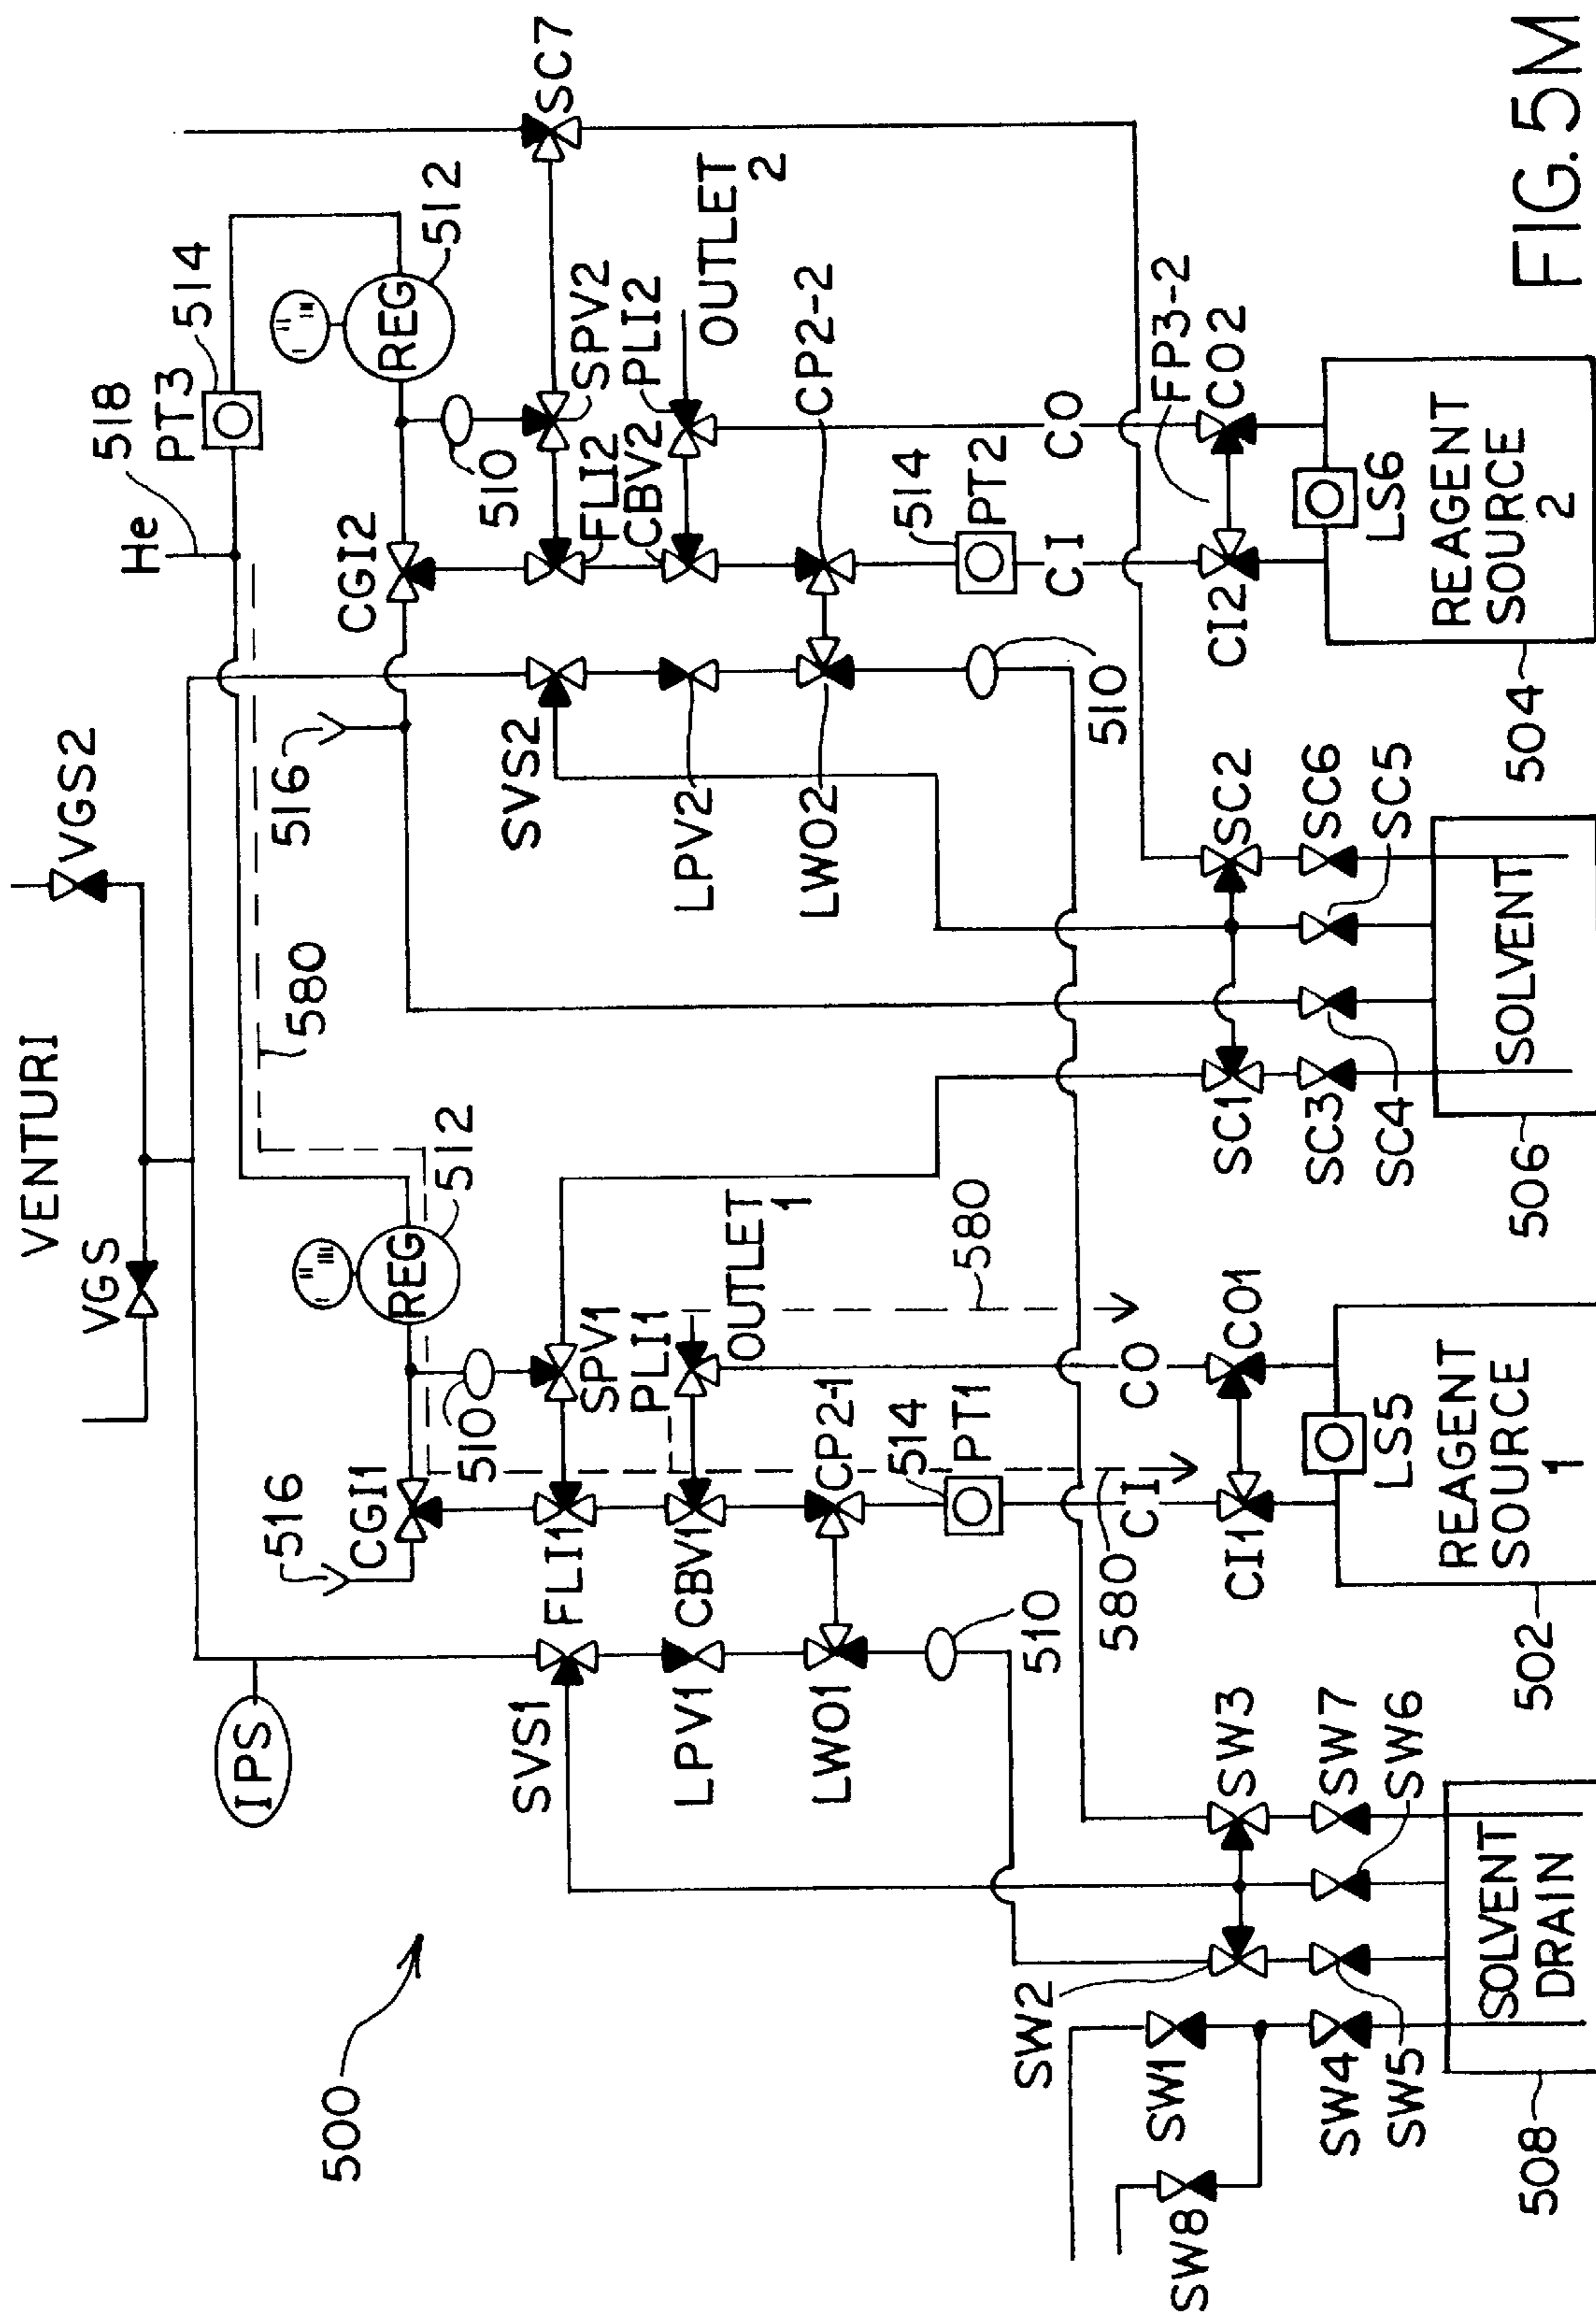 VENTURI
VGS
VGS2
He
518
PT3
514
SC7
IPS
516
CGI1
REG
512
580
516
CGI2
REG
512
500
SVS1
FLI1
510
SPV1
PLI1
OUTLET
1
SVS2
510
FLI2
CBV2
SPV2
PLI2
OUTLET
2
LPV1
CBV1
LPV2
LWO1
CP2-1
LWO2
CP2-2
514
PT1
580
514
PT2
510
580
CI
CO
510
CI
CO
FP3-2
SW2
SW1
SW8
SW3
CI1
CO1
SC1
SC2
CI2
CO2
SW4
SW5
SW7
SW6
LS5
SC3
SC4
SC6
SC5
LS6
508
SOLVENT
DRAIN
502
REAGENT
SOURCE
1
506
SOLVENT
504
REAGENT
SOURCE
2
FIG. 5M